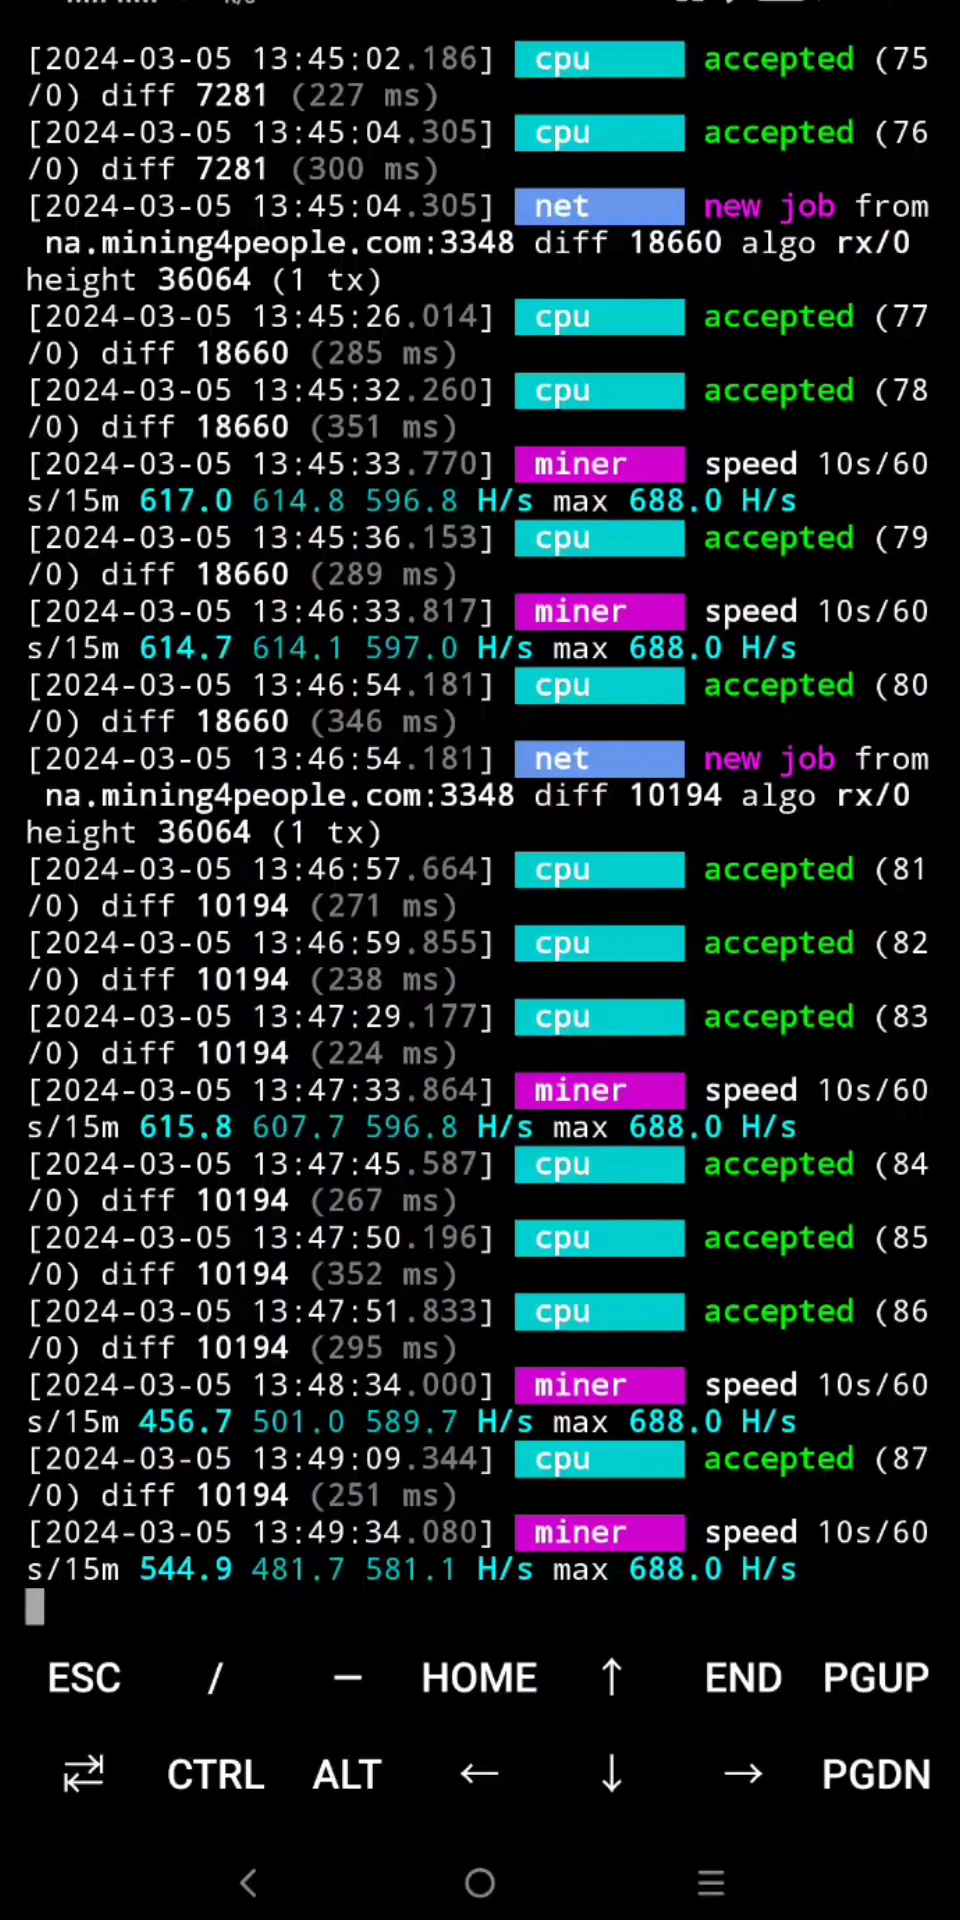 [2024-03-05 13:45:02.186] cpu accepted (75
/0) diff 7281 (227 ms)
[2024-03-05 13:45:04.305] cpu accepted (76
/0) diff 7281 (300 ms)
[2024-03-05 13:45:04.305] net new job from
na.mining4people.com:3348 diff 18660 algo rx/0
height 36064 (1 tx)
[2024-03-05 13:45:26.014] cpu accepted (77
/0) diff 18660 (285 ms)
[2024-03-05 13:45:32.260] cpu accepted (78
/0) diff 18660 (351 ms)
[2024-03-05 13:45:33.770] miner speed 10s/60
s/15m 617.0 614.8 596.8 H/s max 688.0 H/s
[2024-03-05 13:45:36.153] cpu accepted (79
/0) diff 18660 (289 ms)
[2024-03-05 13:46:33.817] miner speed 10s/60
s/15m 614.7 614.1 597.0 H/s max 688.0 H/s
[2024-03-05 13:46:54.181] cpu accepted (80
/0) diff 18660 (346 ms)
[2024-03-05 13:46:54.181] net new job from
na.mining4people.com:3348 diff 10194 algo rx/0
height 36064 (1 tx)
[2024-03-05 13:46:57.664] cpu accepted (81
/0) diff 10194 (271 ms)
[2024-03-05 13:46:59.855] cpu accepted (82
/0) diff 10194 (238 ms)
[2024-03-05 13:47:29.177] cpu accepted (83
/0) diff 10194 (224 ms)
[2024-03-05 13:47:33.864] miner speed 10s/60
s/15m 615.8 607.7 596.8 H/s max 688.0 H/s
[2024-03-05 13:47:45.587] cpu accepted (84
/0) diff 10194 (267 ms)
[2024-03-05 13:47:50.196] cpu accepted (85
/0) diff 10194 (352 ms)
[2024-03-05 13:47:51.833] cpu accepted (86
/0) diff 10194 (295 ms)
[2024-03-05 13:48:34.000] miner speed 10s/60
s/15m 456.7 501.0 589.7 H/s max 688.0 H/s
[2024-03-05 13:49:09.344] cpu accepted (87
/0) diff 10194 (251 ms)
[2024-03-05 13:49:34.080] miner speed 10s/60
s/15m 544.9 481.7 581.1 H/s max 688.0 H/s
ESC / — HOME ↑ END PGUP
⇄ CTRL ALT ← ↓ → PGDN